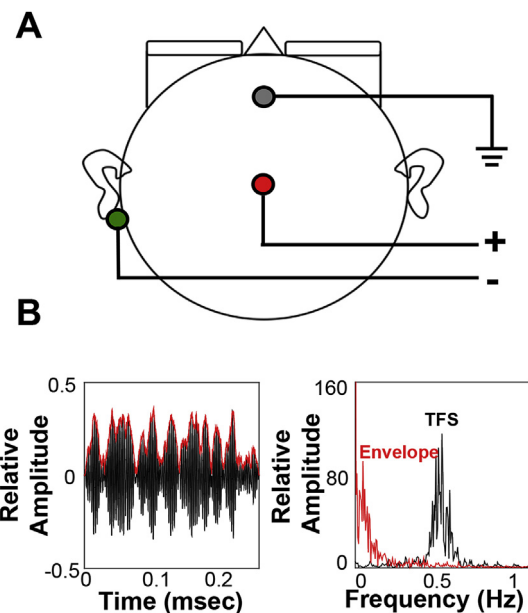 A
+
-
B
0.5
0
-0.5
0
0.1
0.2
Relative
Amplitude
Time (msec)
160
80
0
0
0.5
1
Relative
Amplitude
TFS
Envelope
Frequency (Hz)